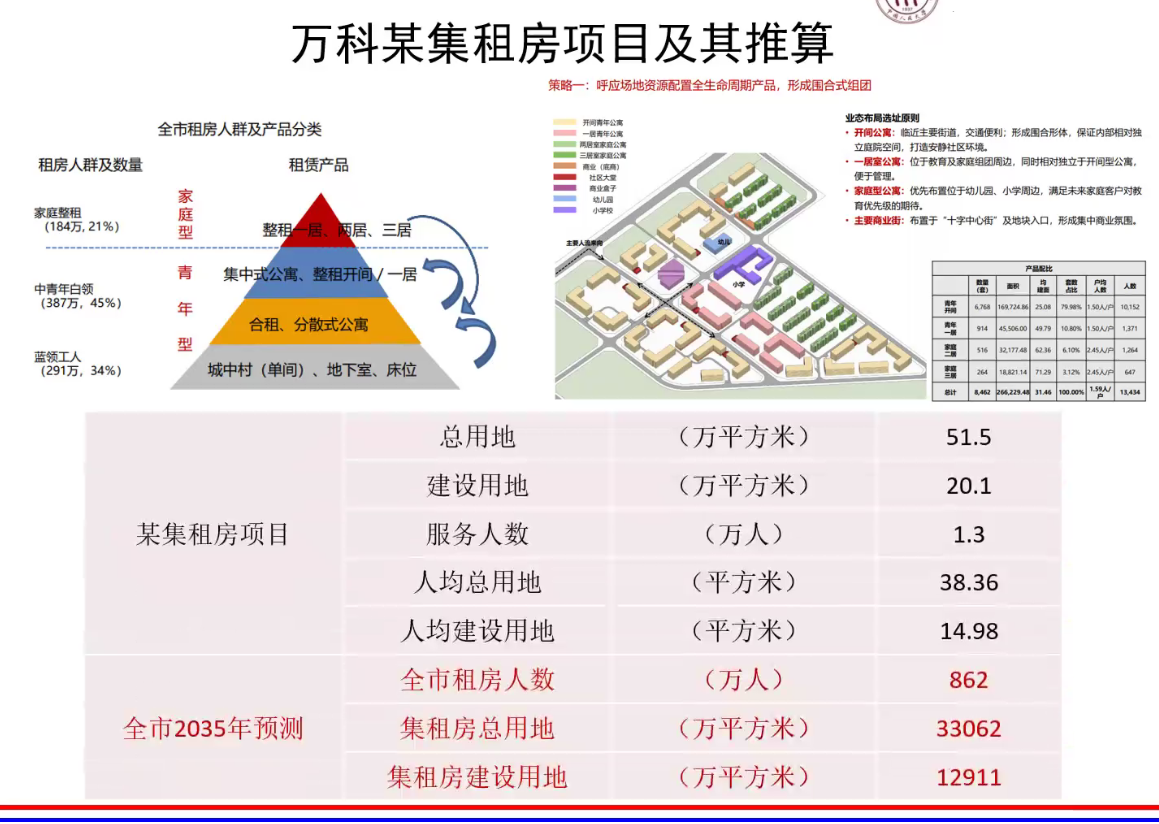 万科某集租房项目及其推算
策略一：呼应场地资源配置全生命周期产品，形成围合式组团
全市租房人群及产品分类
租房人群及数量
租赁产品
家庭型
家庭整租
（184万, 21%）
整租一居、两居、三居
青年型
中青年白领
（387万，45%）
集中式公寓、整租开间 / 一居
合租、分散式公寓
蓝领工人
（291万，34%）
城中村（单间）、地下室、床位
开间青年公寓
一居青年公寓
两居室家庭公寓
三居室家庭公寓
商业（底商）
社区大堂
商业盒子
幼儿园
小学校
主要人流来向
幼儿
小学
业态布局选址原则
• 开间公寓：临近主要街道，交通便利；形成围合形体，保证内部相对独
立庭院空间，打造安静社区环境。
• 一居室公寓：位于教育及家庭组团周边，同时相对独立于开间型公寓，
便于管理。
• 家庭型公寓：优先布置位于幼儿园、小学周边，满足未来家庭客户对教
育优先级的期待。
• 主要商业街：布置于“十字中心街”及地块入口，形成集中商业氛围。
产品配比
数量（套） 面积 均建面 套数占比 户均人数 人数
青年开间 6,768 169,724.86 25.08 79.98% 1.50人/户 10,152
青年一居 914 45,506.00 49.79 10.80% 1.50人/户 1,371
家庭二居 516 32,177.48 62.36 6.10% 2.45人/户 1,264
家庭三居 264 18,821.14 71.29 3.12% 2.45人/户 647
总计 8,462 266,229.48 31.46 100.00% 1.59人/户 13,434
某集租房项目
总用地 （万平方米） 51.5
建设用地 （万平方米） 20.1
服务人数 （万人） 1.3
人均总用地 （平方米） 38.36
人均建设用地 （平方米） 14.98
全市2035年预测
全市租房人数 （万人） 862
集租房总用地 （万平方米） 33062
集租房建设用地 （万平方米） 12911